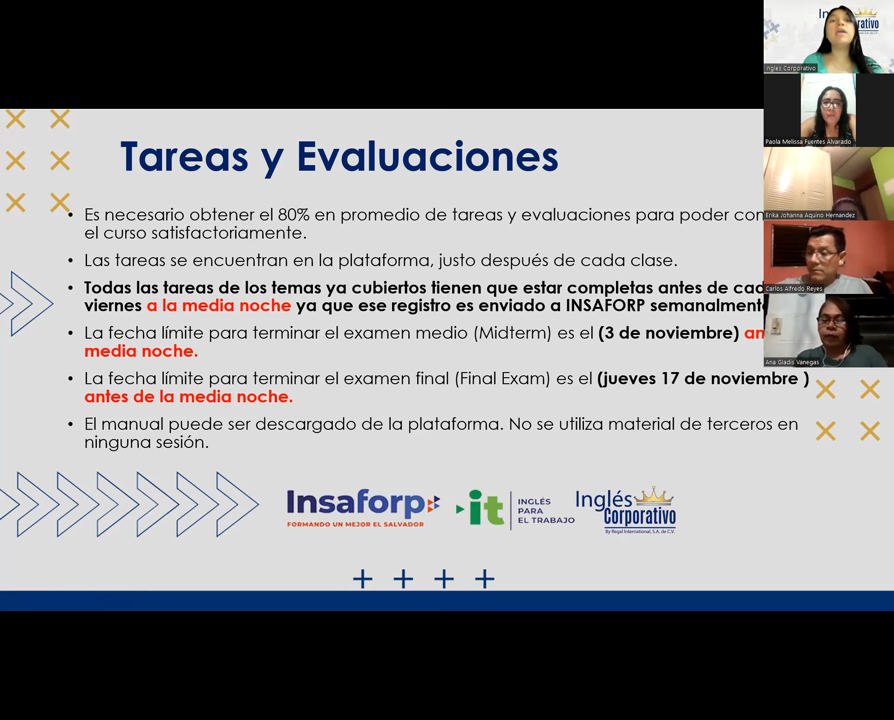 Tareas y Evaluaciones
• Es necesario obtener el 80% en promedio de tareas y evaluaciones para poder
el curso satisfactoriamente.
• Las tareas se encuentran en la plataforma, justo después de cada clase.
• Todas las tareas de los temas ya cubiertos tienen que estar completas antes de
viernes a la media noche ya que ese registro es enviado a INSAFORP
• La fecha límite para terminar el examen medio (Midterm) es el (3 de noviembre)
media noche.
• La fecha límite para terminar el examen final (Final Exam) es el (jueves 17 de noviembre )
antes de la media noche.
• El manual puede ser descargado de la plataforma. No se utiliza material de terceros en
ninguna sesión.
Insaforp
FORMANDO UN MEJOR EL SALVADOR
it
INGLÉS
PARA
EL TRABAJO
Inglés
Corporativo
By Regal International, S.A. de C.V.
Inglés Corporativo
Paola Melissa Fuentes Alvarado
Erika Johanna Aquino Hernandez
Carlos Alfredo Reyes
Ana Gladis Vanegas